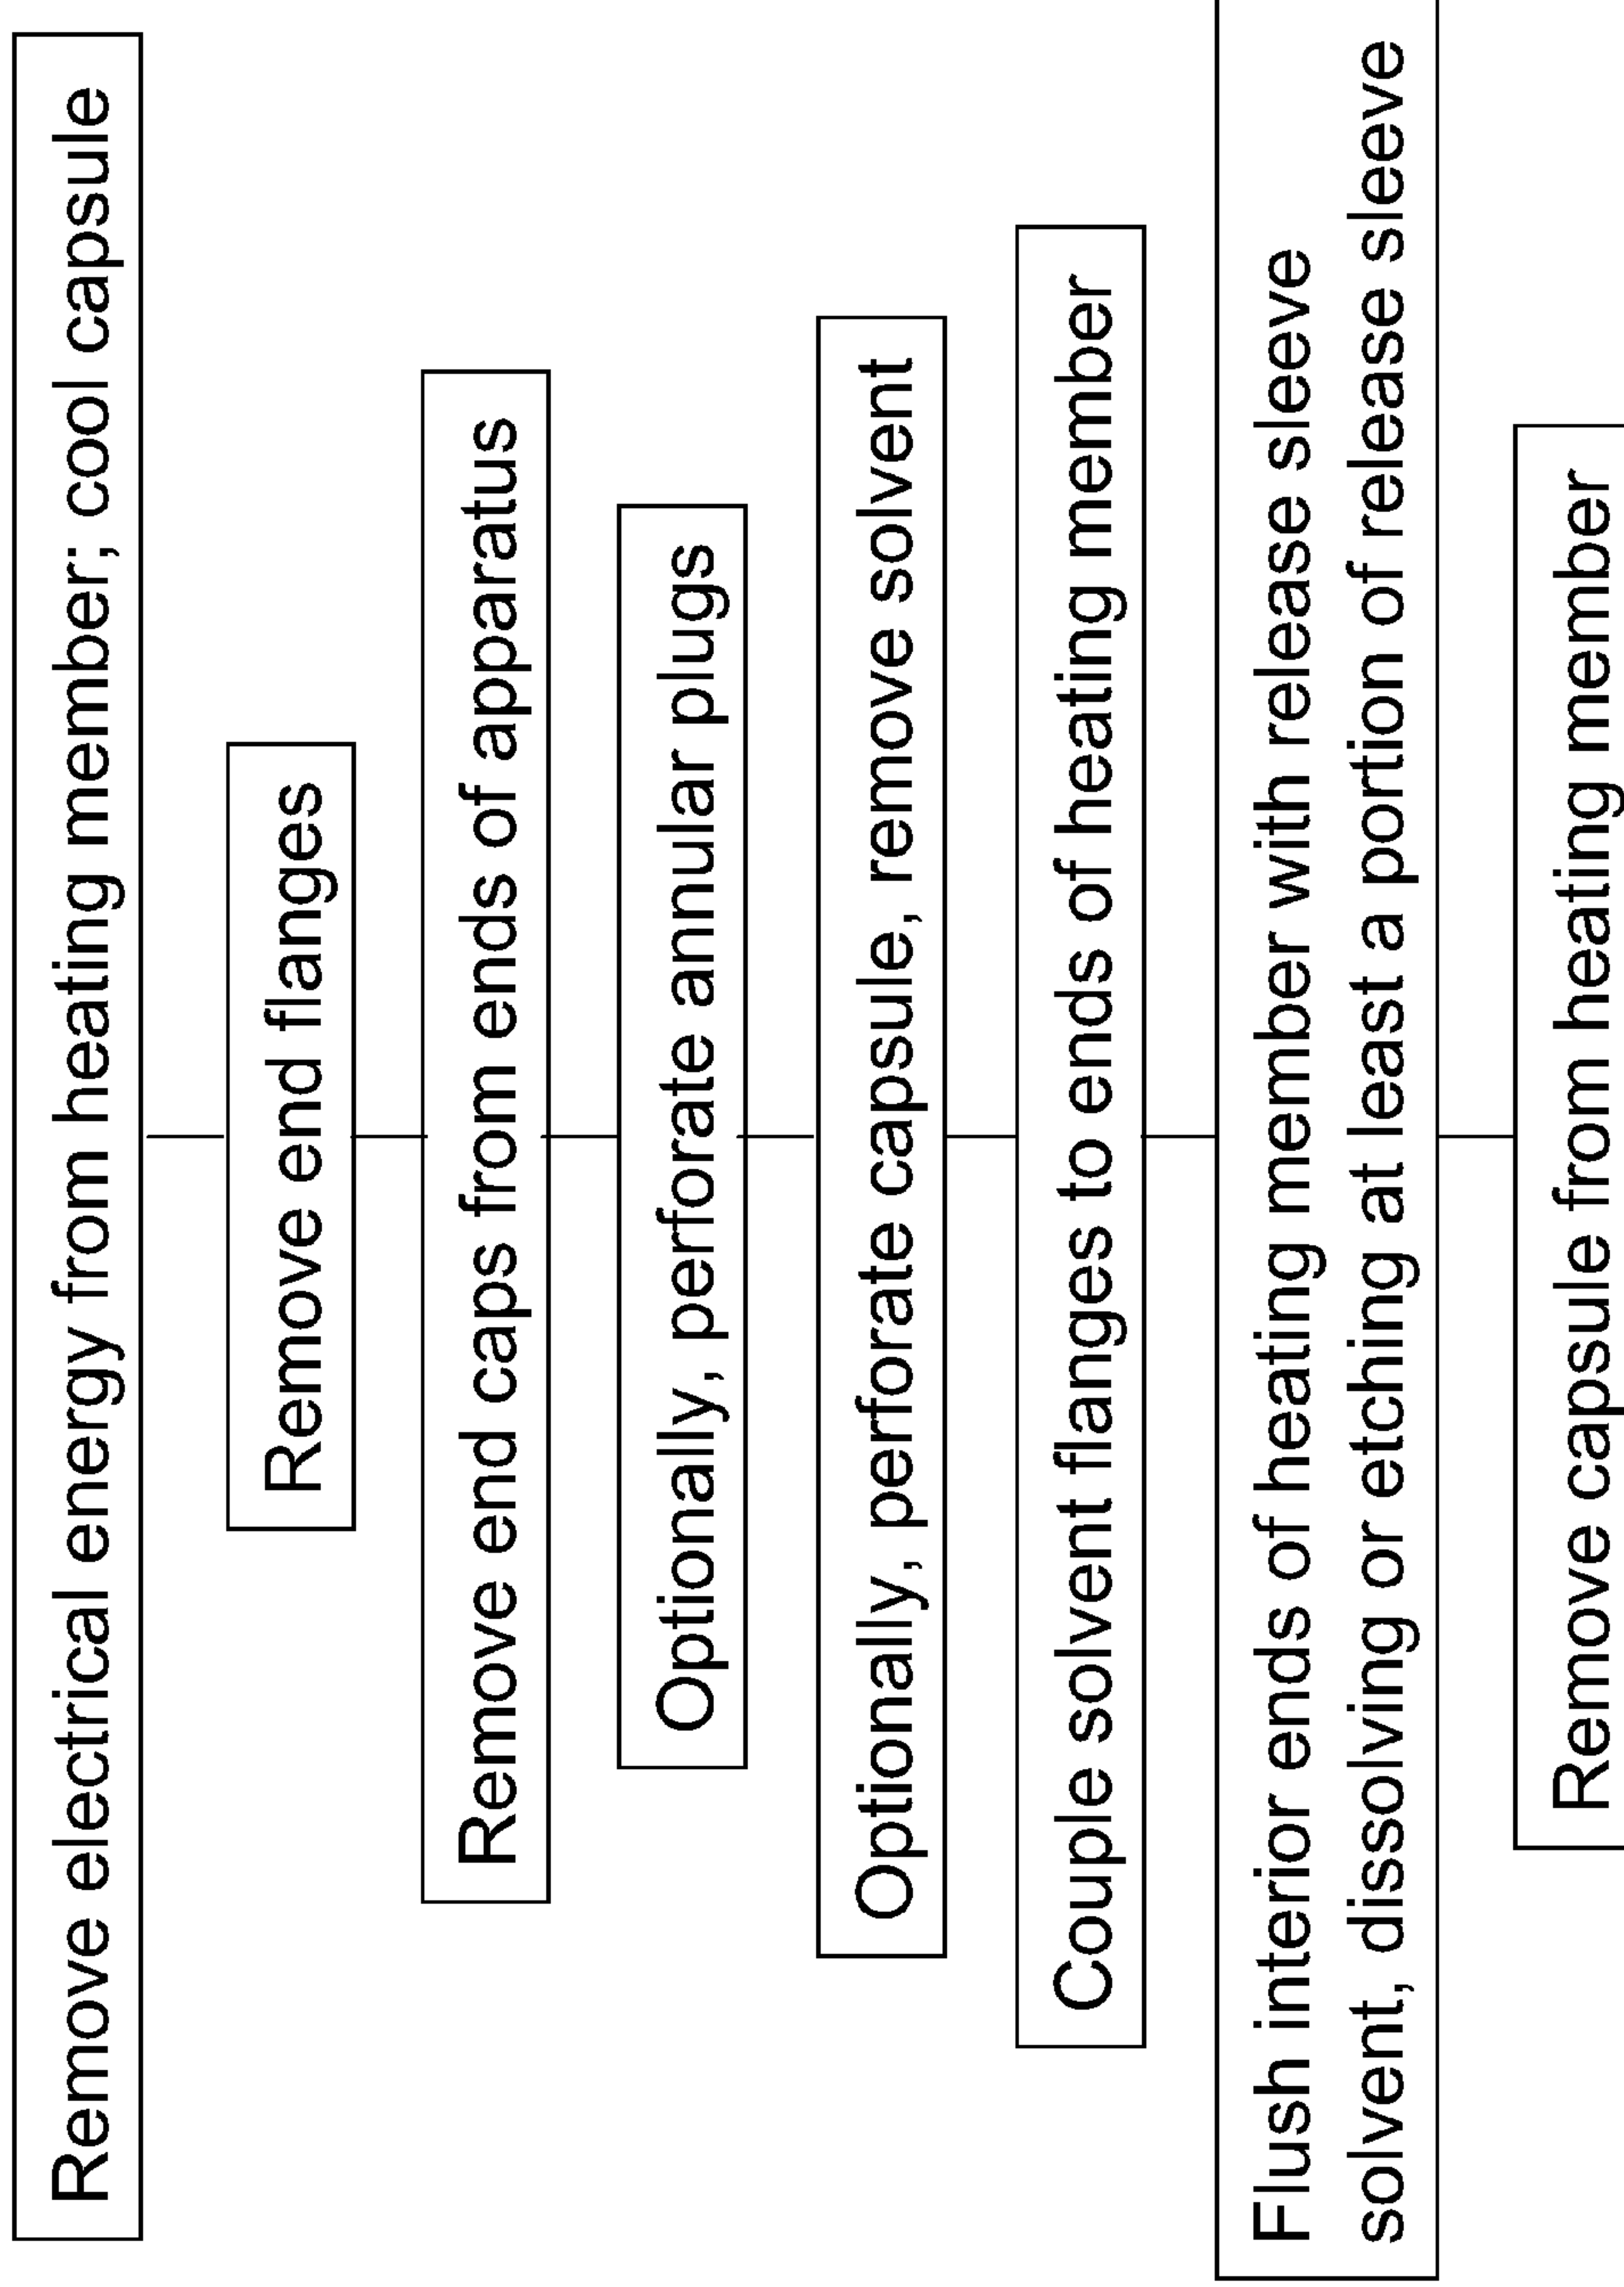 Remove electrical energy from heating member; cool capsule
Remove end flanges
Remove end caps from ends of apparatus
Optionally, perforate annular plugs
Optionally, perforate capsule, remove solvent
Couple solvent flanges to ends of heating member
Flush interior ends of heating member with release sleeve
solvent, dissolving or etching at least a portion of release sleeve
Remove capsule from heating member